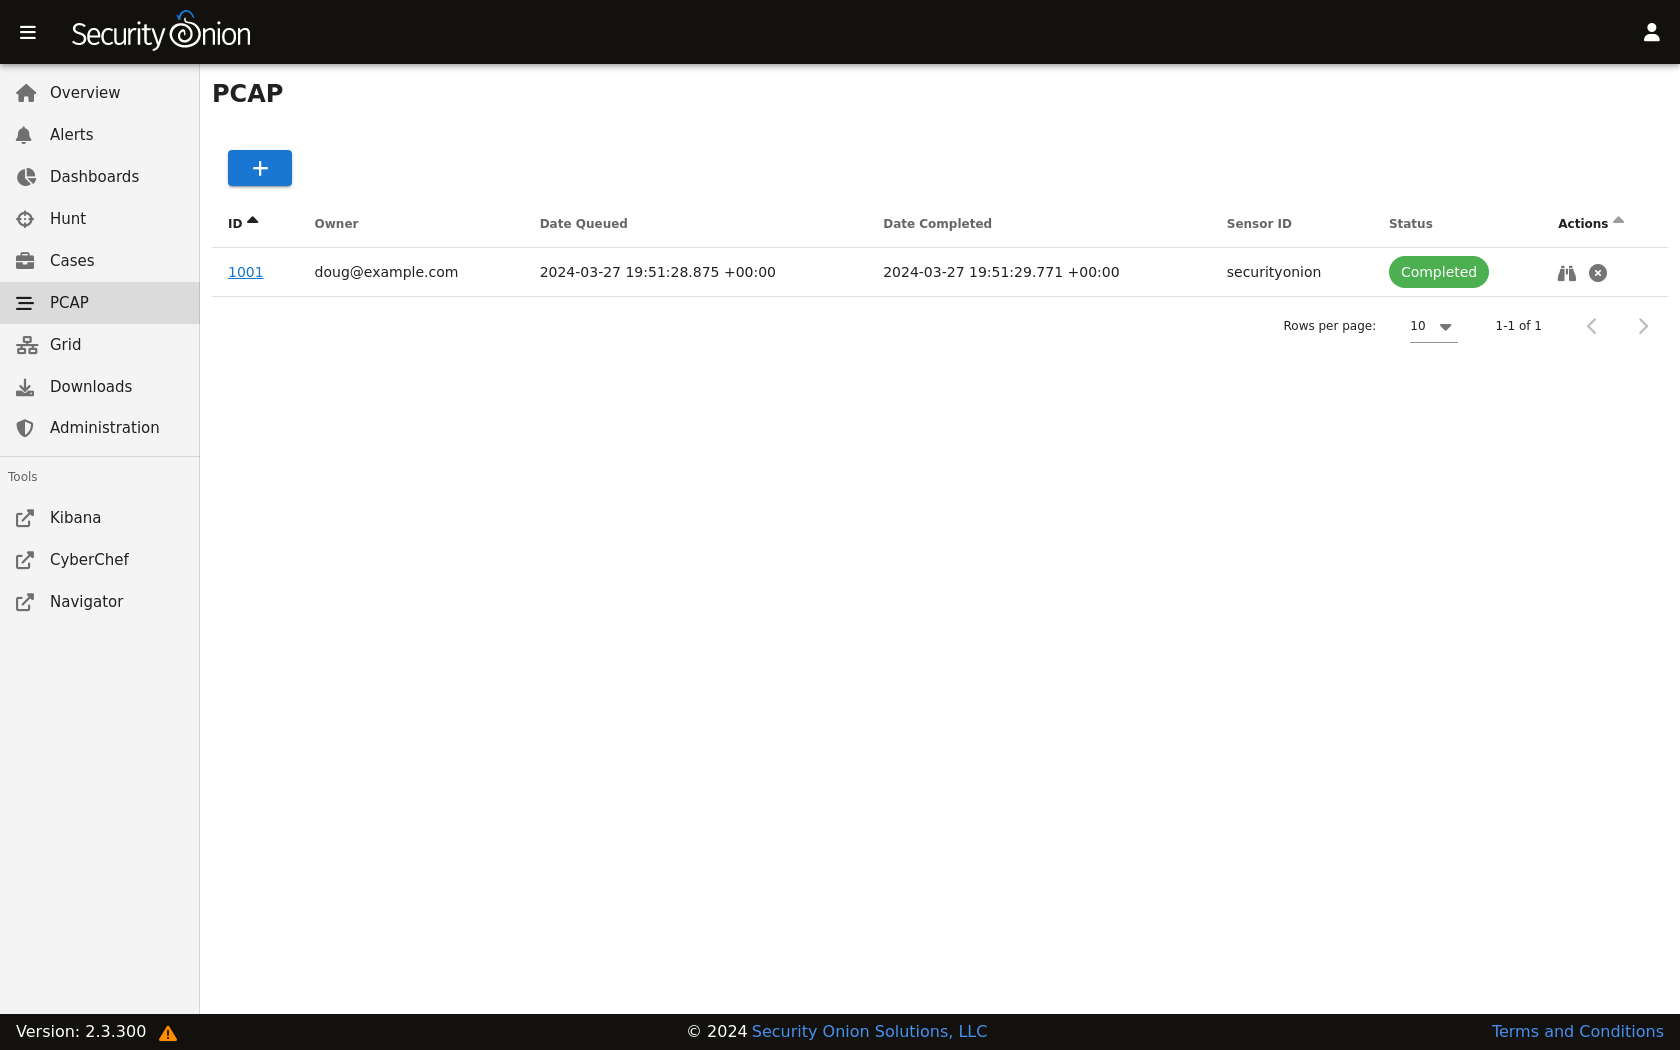 Security Onion
Overview
Alerts
Dashboards
Hunt
Cases
PCAP
Grid
Downloads
Administration
Tools
Kibana
CyberChef
Navigator
PCAP
ID Owner Date Queued Date Completed Sensor ID Status Actions
1001 doug@example.com 2024-03-27 19:51:28.875 +00:00 2024-03-27 19:51:29.771 +00:00 securityonion Completed
Rows per page: 10 1-1 of 1
Version: 2.3.300 © 2024 Security Onion Solutions, LLC Terms and Conditions